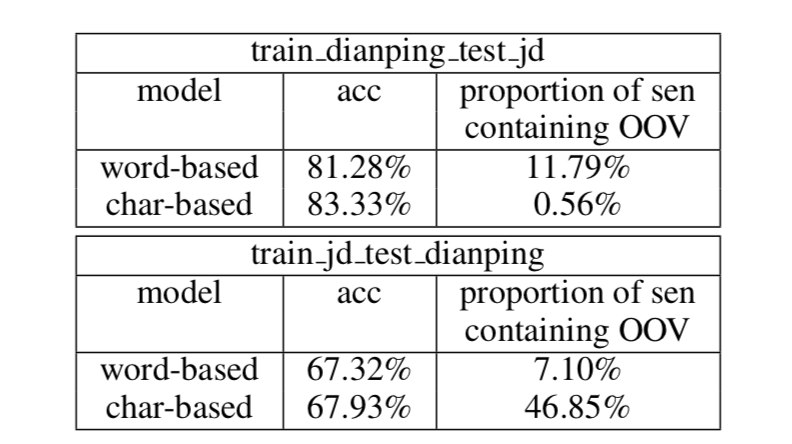 train_dianping_test_jd
model acc proportion of sen
containing OOV
word-based 81.28% 11.79%
char-based 83.33% 0.56%
train_jd_test_dianping
model acc proportion of sen
containing OOV
word-based 67.32% 7.10%
char-based 67.93% 46.85%